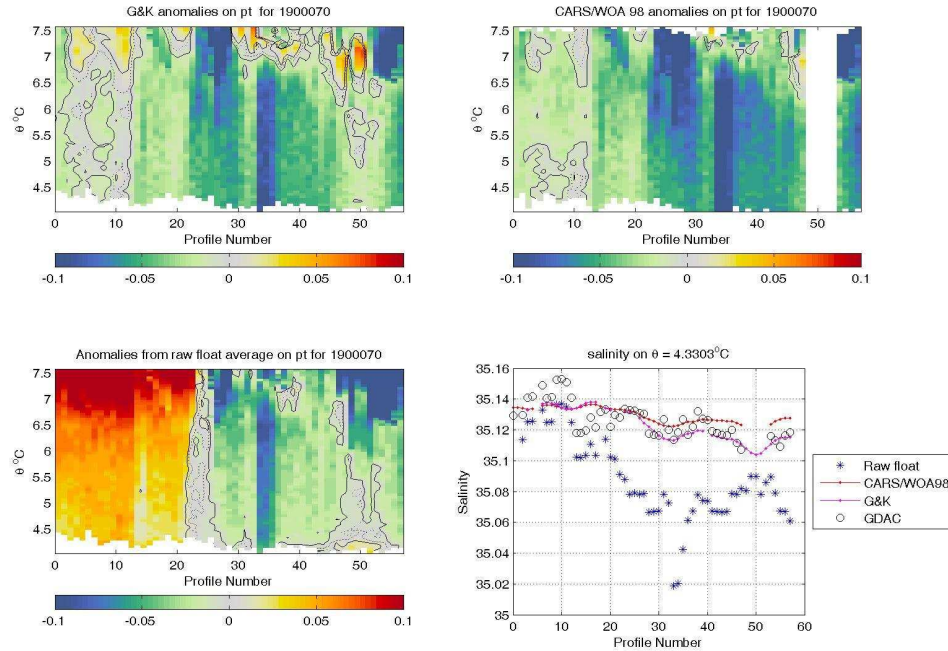 G&K anomalies on pt for 1900070
7.5
7
6.5
6
5.5
5
4.5
θ °C
0 10 20 30 40 50
Profile Number
-0.1 -0.05 0 0.05 0.1
CARS/WOA 98 anomalies on pt for 1900070
7.5
7
6.5
6
5.5
5
4.5
θ °C
0 10 20 30 40 50
Profile Number
-0.1 -0.05 0 0.05 0.1
Anomalies from raw float average on pt for 1900070
7.5
7
6.5
6
5.5
5
4.5
θ °C
0 10 20 30 40 50
Profile Number
-0.1 -0.05 0 0.05 0.1
salinity on θ = 4.3303°C
35.16
35.14
35.12
35.1
35.08
35.06
35.04
35.02
35
Salinity
0 10 20 30 40 50 60
Profile Number
Raw float
CARS/WOA98
G&K
GDAC